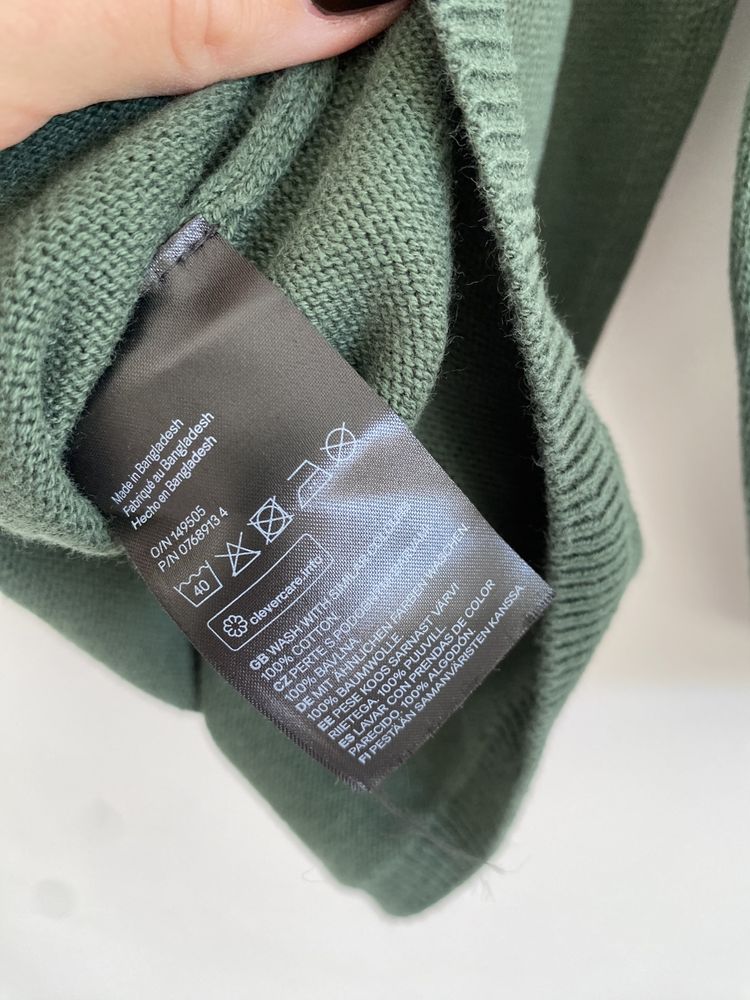 Made in Bangladesh
Fabriqué au Bangladesh
Hecho en Bangladesh
O/N 149505
P/N 0768913 4
40
clevercare.info
GB WASH WITH SIMILAR COLOURS.
100% COTTON.
CZ PERTE S PODOBNÝMI BARVAMI.
100% BAVLNA.
DE MIT ÄHNLICHEN FARBEN WASCHEN.
100% BAUMWOLLE.
EE PESE KOOS SARNAST VÄRVI
RIIETEGA. 100% PUUVILL.
ES LAVAR CON PRENDAS DE COLOR
PARECIDO. 100% ALGODÓN.
FI PESTÄÄN SAMANVÄRISTEN KANSSA.